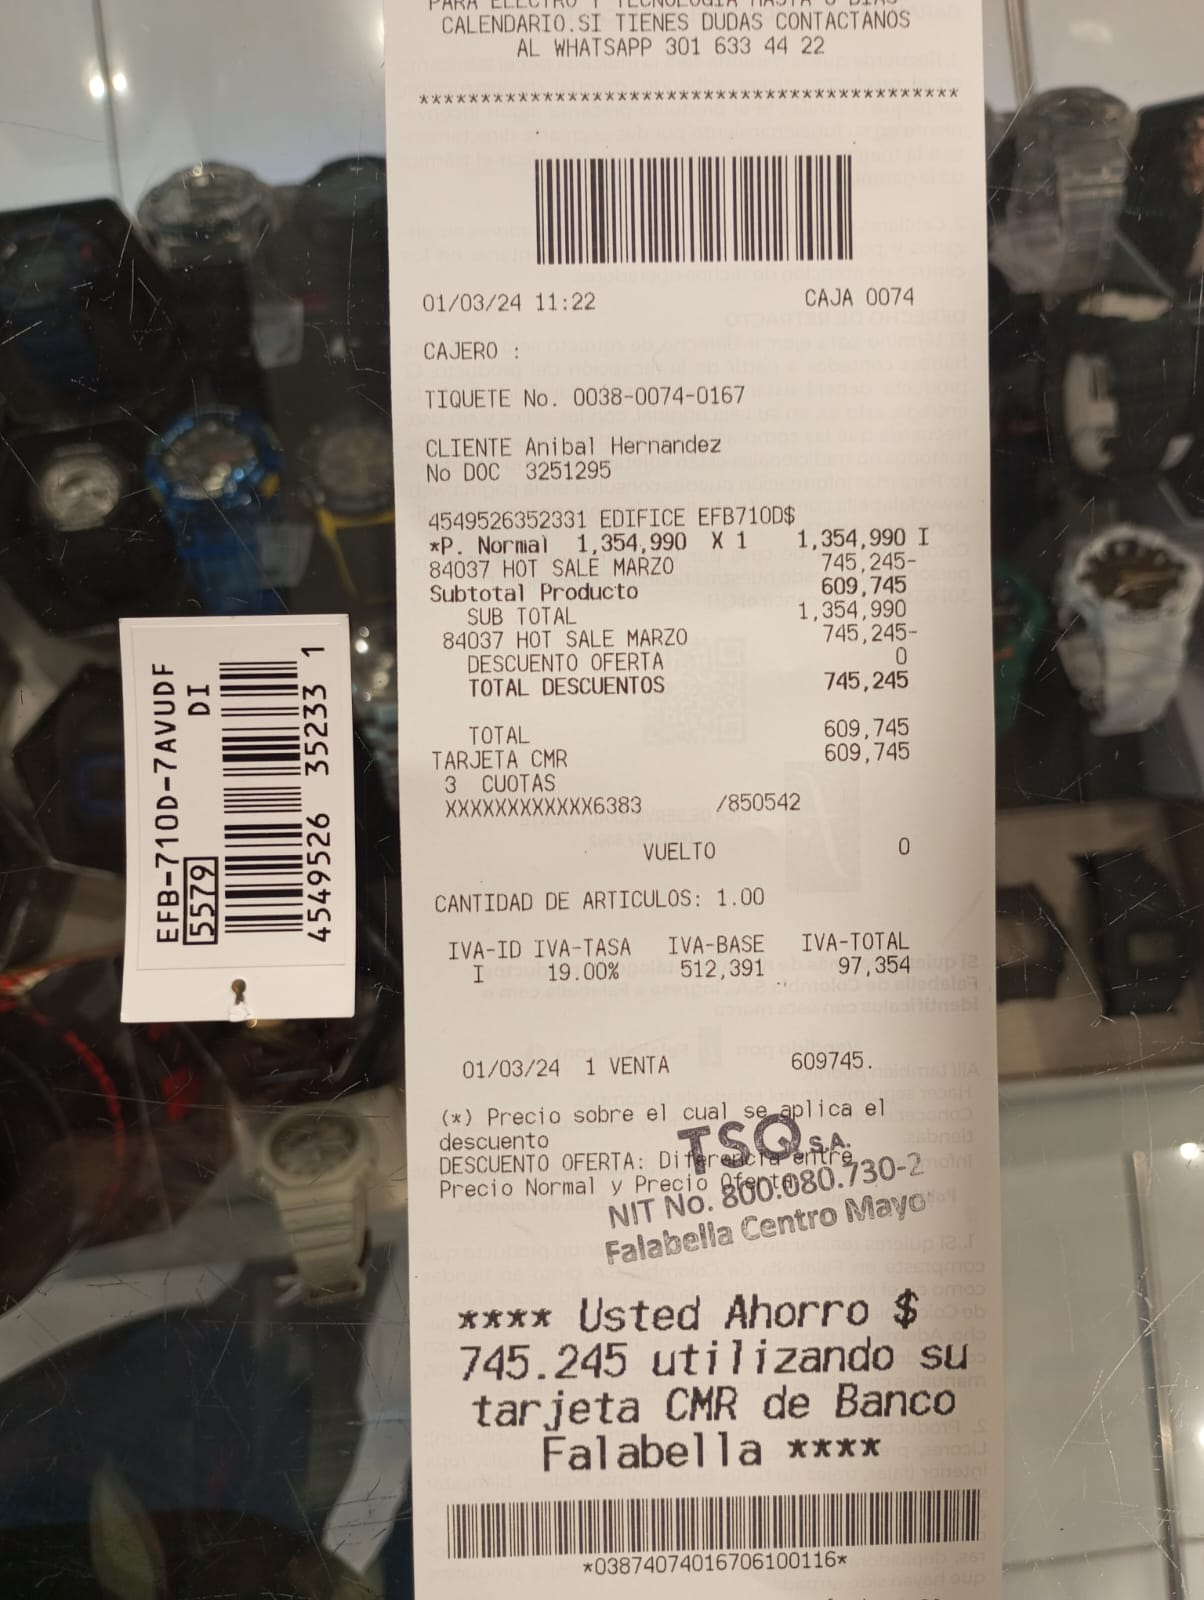 PARA ELECTRO Y TECNOLOGIA HASTA 8 DIAS
CALENDARIO.SI TIENES DUDAS CONTACTANOS
AL WHATSAPP 301 633 44 22
********************************************
01/03/24 11:22 CAJA 0074
CAJERO :
TIQUETE No. 0038-0074-0167
CLIENTE Anibal Hernandez
No DOC 3251295
4549526352331 EDIFICE EFB710D$
*P. Normal 1,354,990 X 1 1,354,990 I
84037 HOT SALE MARZO 745,245-
Subtotal Producto 609,745
SUB TOTAL 1,354,990
84037 HOT SALE MARZO 745,245-
DESCUENTO OFERTA 0
TOTAL DESCUENTOS 745,245
TOTAL 609,745
TARJETA CMR 609,745
3 CUOTAS
XXXXXXXXXXXX6383 /850542
VUELTO 0
CANTIDAD DE ARTICULOS: 1.00
IVA-ID IVA-TASA IVA-BASE IVA-TOTAL
I 19.00% 512,391 97,354
01/03/24 1 VENTA 609745.
(*) Precio sobre el cual se aplica el
descuento
DESCUENTO OFERTA: Diferencia entre
Precio Normal y Precio Oferta
TSQ S.A.
NIT No. 800.080.730-2
Falabella Centro Mayo
**** Usted Ahorro $
745.245 utilizando su
tarjeta CMR de Banco
Falabella ****
*03874074016706100116*
EFB-710D-7AVUDF
DI
5579
4549526 35233 1